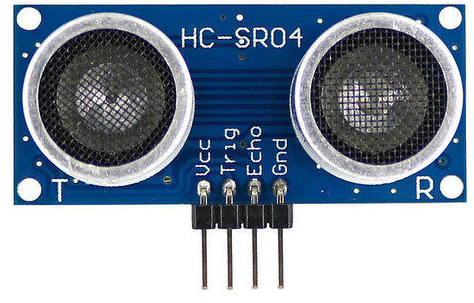 HC-SR04
Vcc
Trig
Echo
Gnd
T
R